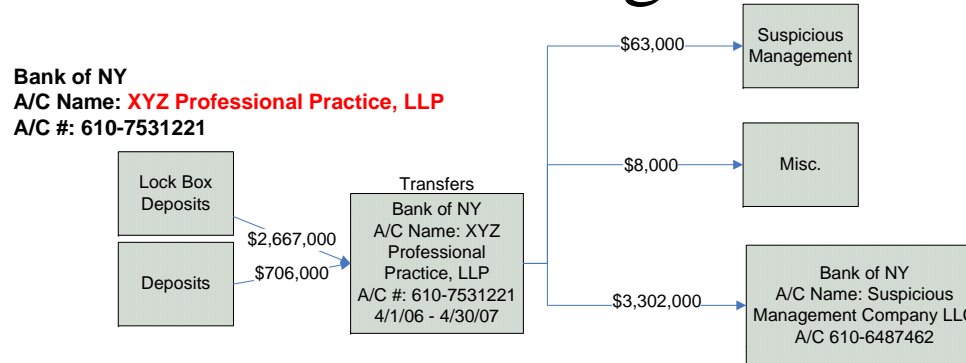 $63,000
Suspicious
Management
Bank of NY
A/C Name: XYZ Professional Practice, LLP
A/C #: 610-7531221
$8,000
Misc.
Lock Box
Deposits
$2,667,000
Deposits
$706,000
Transfers
Bank of NY
A/C Name: XYZ
Professional
Practice, LLP
A/C #: 610-7531221
4/1/06 - 4/30/07
$3,302,000
Bank of NY
A/C Name: Suspicious
Management Company LLC
A/C 610-6487462